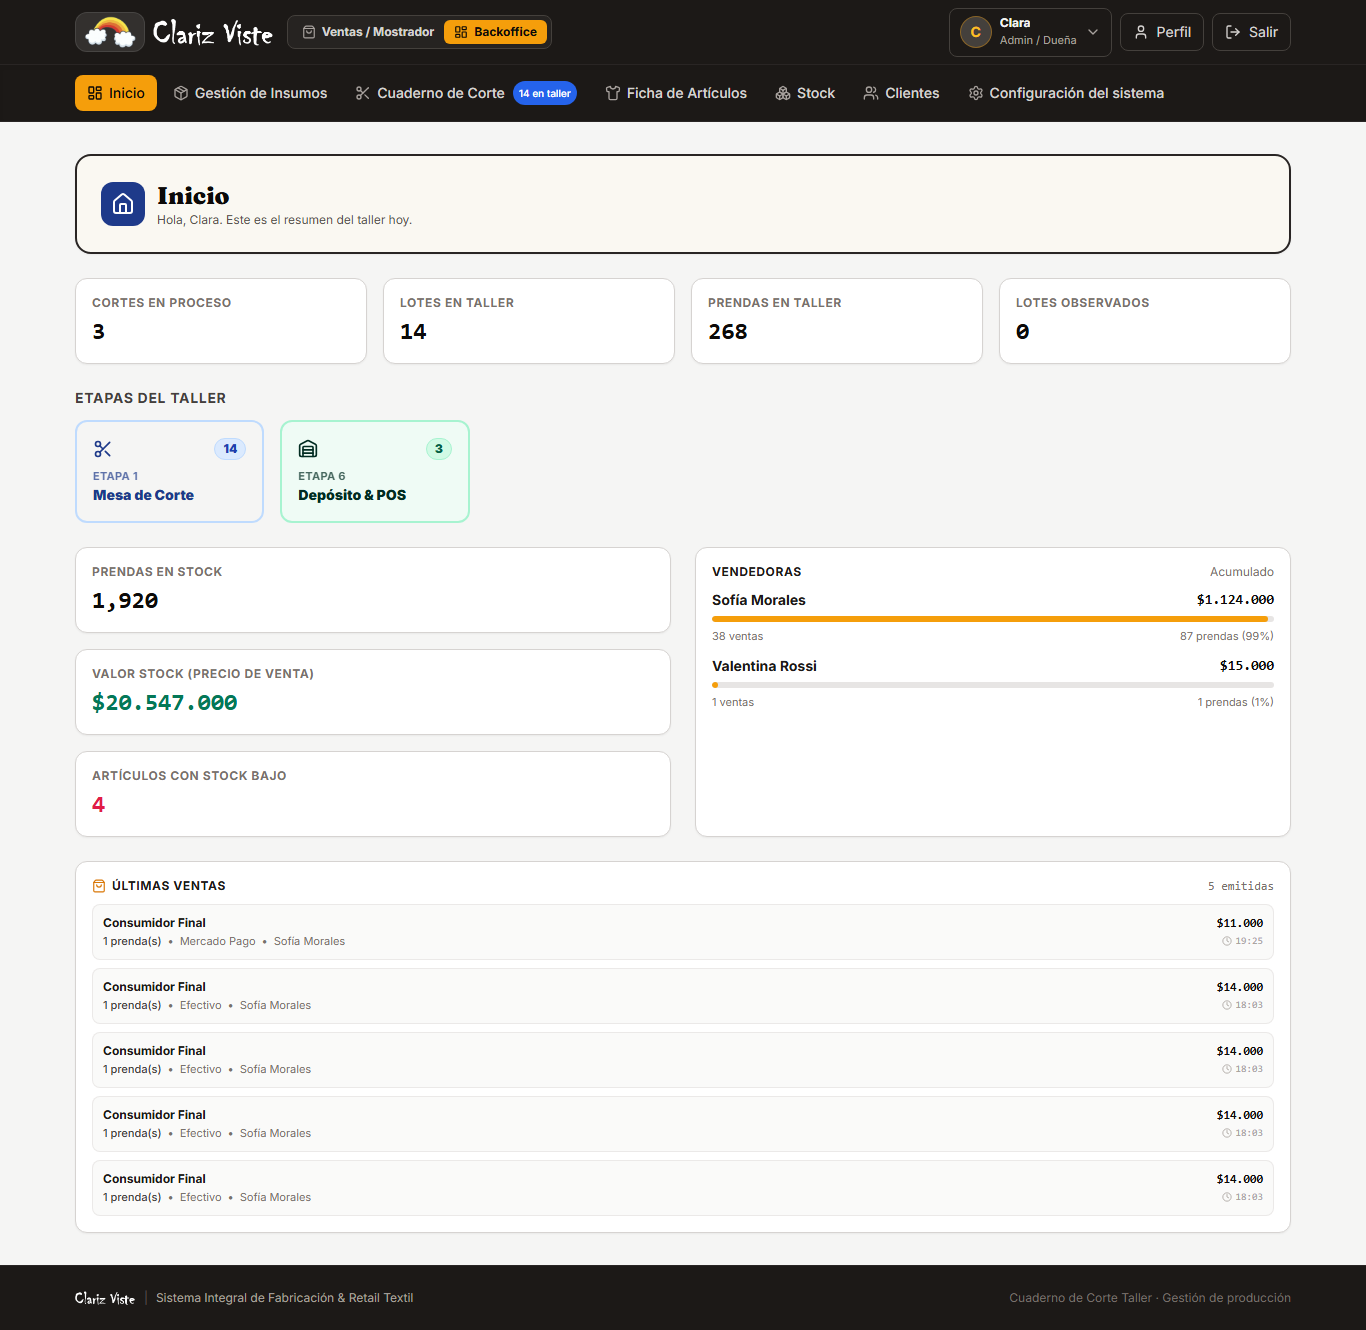 Clariz Viste
Ventas / Mostrador
Backoffice
C
Clara
Admin / Dueña
Perfil
Salir
Inicio
Gestión de Insumos
Cuaderno de Corte
14 en taller
Ficha de Artículos
Stock
Clientes
Configuración del sistema
Inicio
Hola, Clara. Este es el resumen del taller hoy.
CORTES EN PROCESO
3
LOTES EN TALLER
14
PRENDAS EN TALLER
268
LOTES OBSERVADOS
0
ETAPAS DEL TALLER
14
ETAPA 1
Mesa de Corte
3
ETAPA 6
Depósito & POS
PRENDAS EN STOCK
1,920
VALOR STOCK (PRECIO DE VENTA)
$20.547.000
ARTÍCULOS CON STOCK BAJO
4
VENDEDORAS
Acumulado
Sofía Morales
$1.124.000
38 ventas
87 prendas (99%)
Valentina Rossi
$15.000
1 ventas
1 prendas (1%)
ÚLTIMAS VENTAS
5 emitidas
Consumidor Final
$11.000
1 prenda(s) • Mercado Pago • Sofía Morales
19:25
Consumidor Final
$14.000
1 prenda(s) • Efectivo • Sofía Morales
18:03
Consumidor Final
$14.000
1 prenda(s) • Efectivo • Sofía Morales
18:03
Consumidor Final
$14.000
1 prenda(s) • Efectivo • Sofía Morales
18:03
Consumidor Final
$14.000
1 prenda(s) • Efectivo • Sofía Morales
18:03
Clariz Viste
Sistema Integral de Fabricación & Retail Textil
Cuaderno de Corte Taller · Gestión de producción